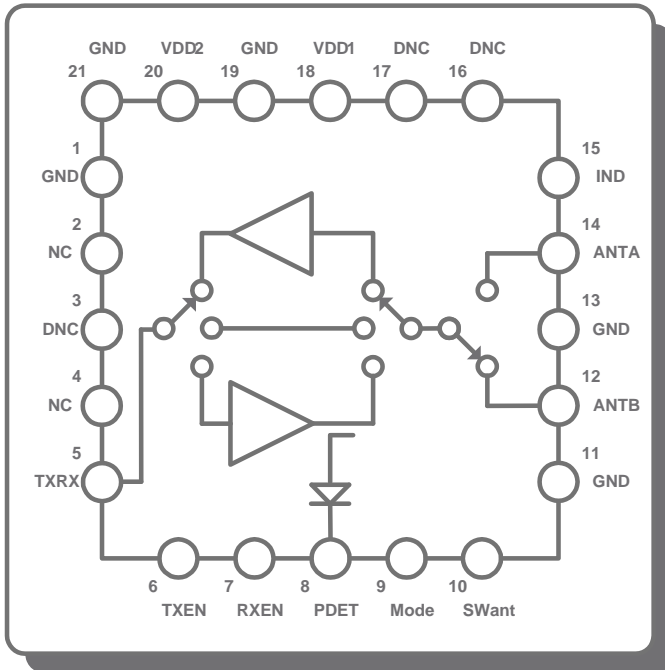 GND VDD2 GND VDD1 DNC DNC
21 20 19 18 17 16
1 15
GND IND
2 14
NC ANTA
3 13
DNC GND
4 12
NC ANTB
5 11
TXRX GND
6 7 8 9 10
TXEN RXEN PDET Mode SWant